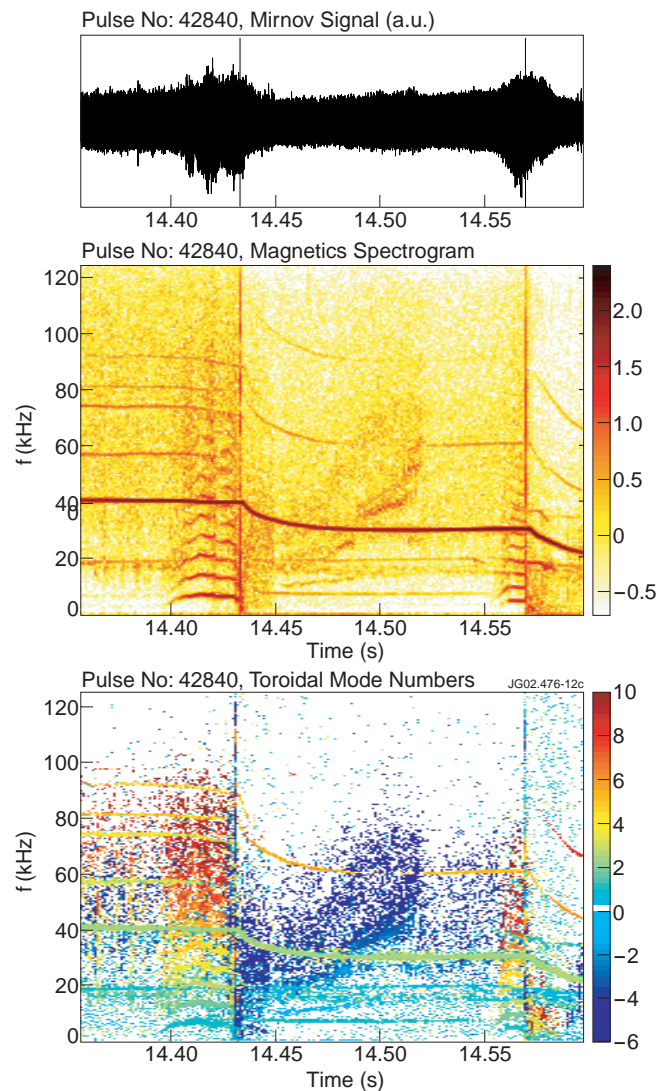 Pulse No: 42840, Mirnov Signal (a.u.)
14.40 14.45 14.50 14.55
Pulse No: 42840, Magnetics Spectrogram
120
100
80
60
40
20
0
f (kHz)
2.0
1.5
1.0
0.5
0
−0.5
14.40 14.45 14.50 14.55
Time (s)
Pulse No: 42840, Toroidal Mode Numbers
JG02.476-12c
120
100
80
60
40
20
0
f (kHz)
10
8
6
4
2
0
−2
−4
−6
14.40 14.45 14.50 14.55
Time (s)